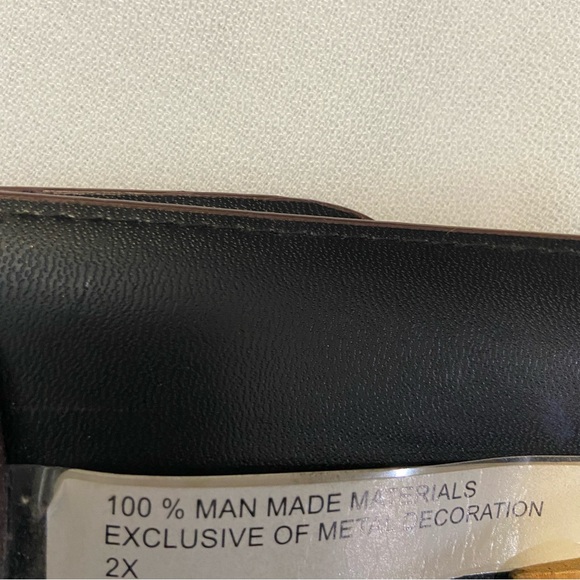 100 % MAN MADE MATERIALS
EXCLUSIVE OF METAL DECORATION
2X